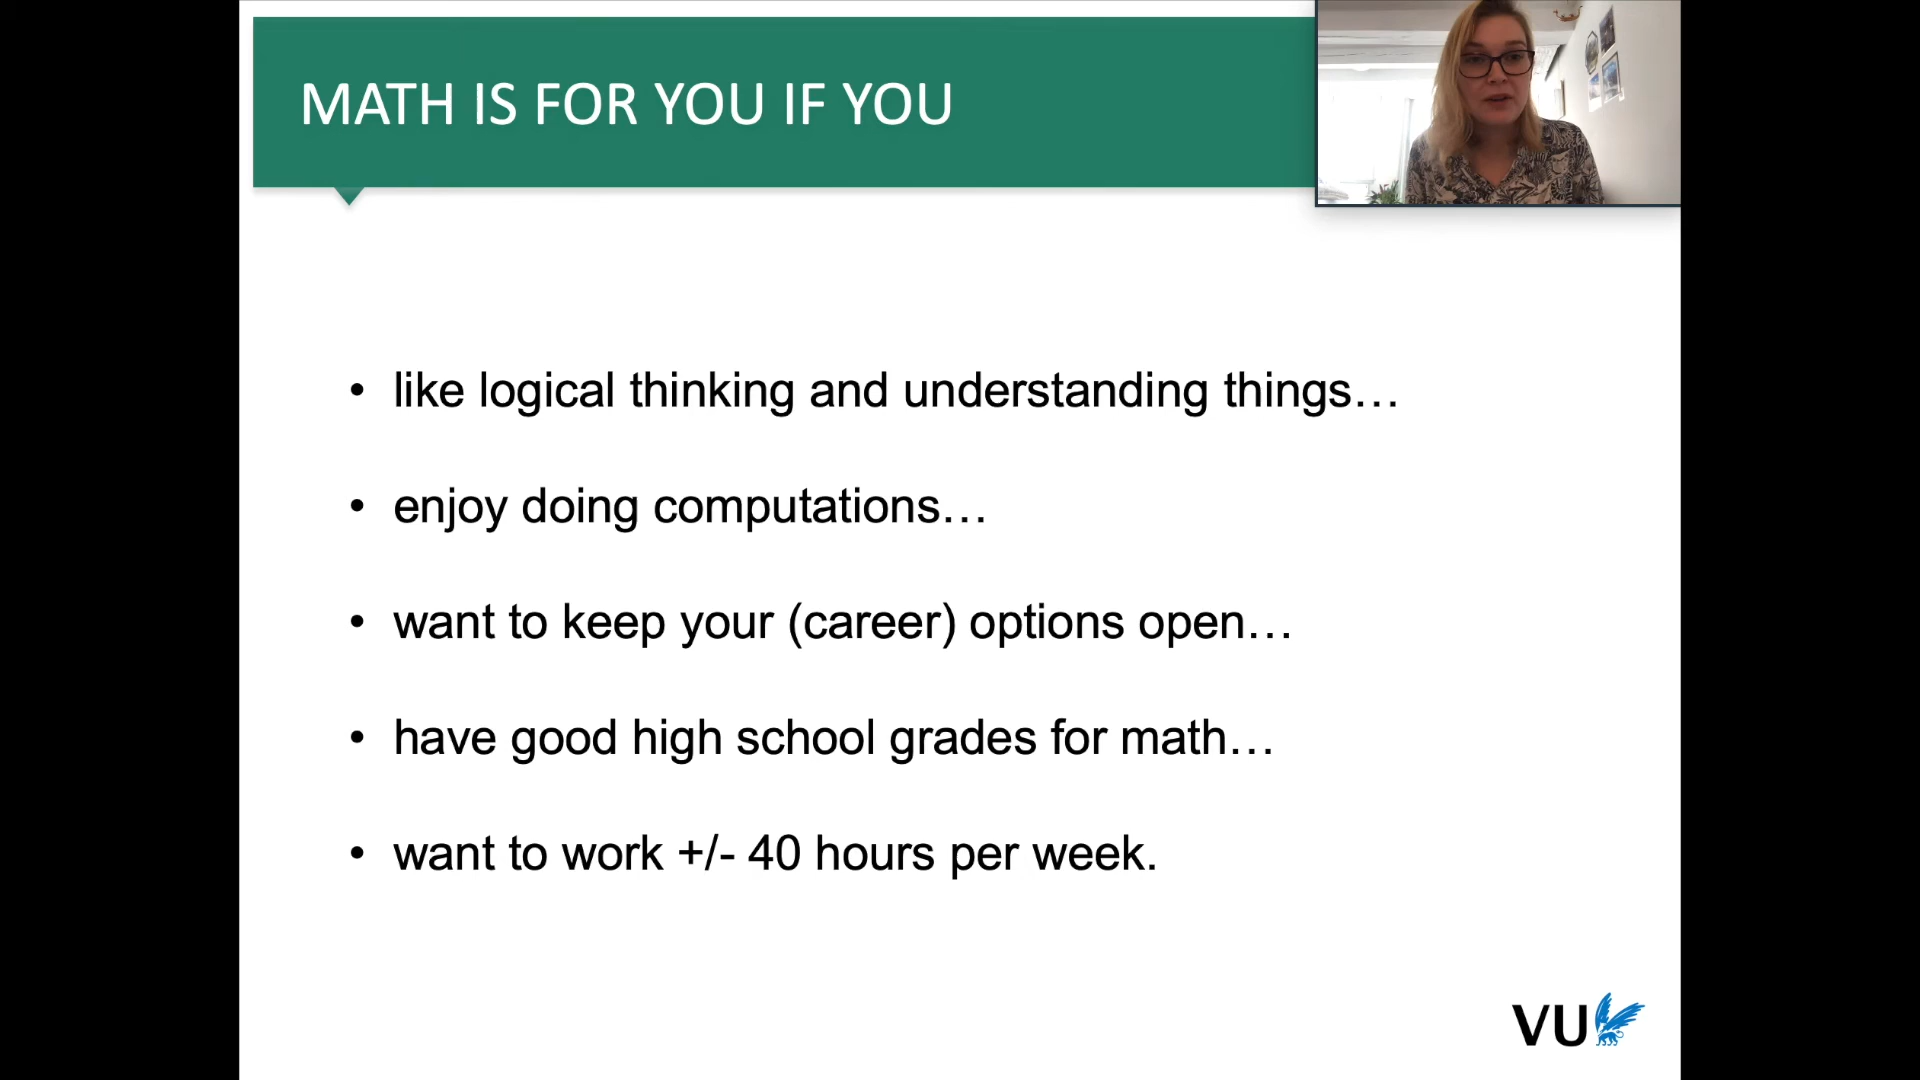 MATH IS FOR YOU IF YOU
• like logical thinking and understanding things…
• enjoy doing computations…
• want to keep your (career) options open…
• have good high school grades for math…
• want to work +/- 40 hours per week.
VU